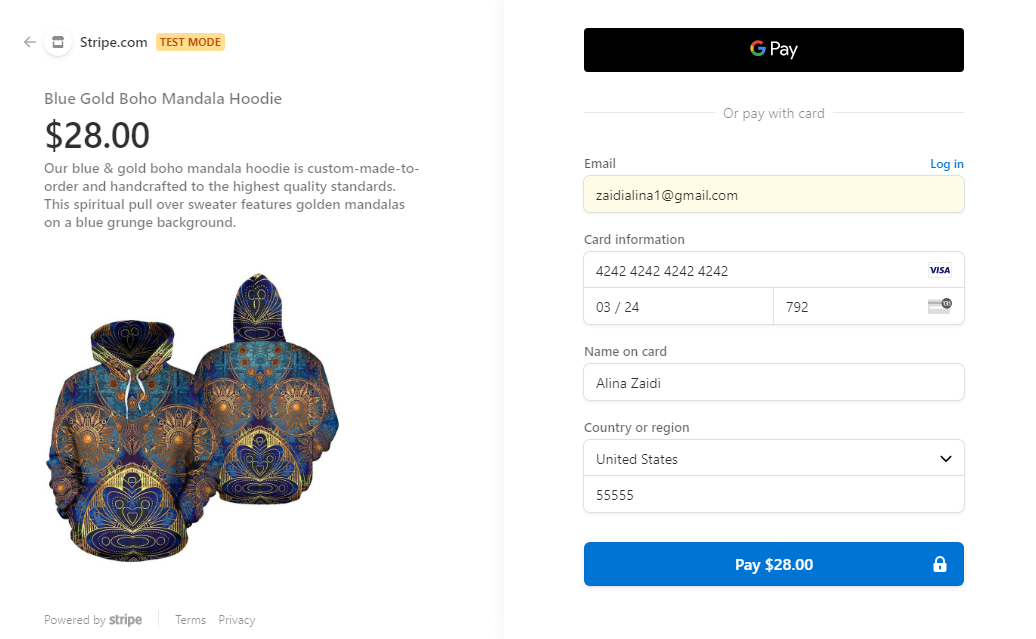 Stripe.com TEST MODE
Blue Gold Boho Mandala Hoodie
$28.00
Our blue & gold boho mandala hoodie is custom-made-to-
order and handcrafted to the highest quality standards.
This spiritual pull over sweater features golden mandalas
on a blue grunge background.
Powered by stripe
Terms Privacy
G Pay
Or pay with card
Email Log in
zaidialina1@gmail.com
Card information
4242 4242 4242 4242 VISA
03 / 24 792 135
Name on card
Alina Zaidi
Country or region
United States
55555
Pay $28.00